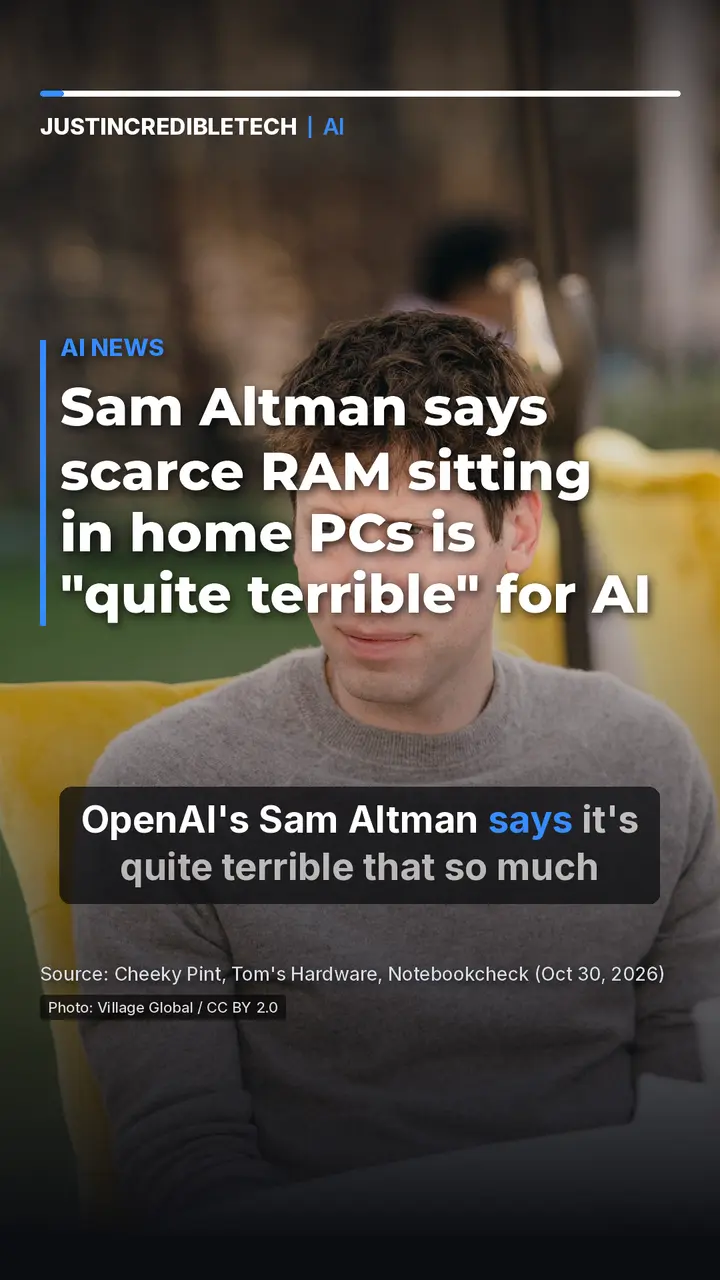 JUSTINCREDIBLETECH | AI
AI NEWS
Sam Altman says
scarce RAM sitting
in home PCs is
"quite terrible" for AI
OpenAI's Sam Altman says it's
quite terrible that so much
Source: Cheeky Pint, Tom's Hardware, Notebookcheck (Oct 30, 2026)
Photo: Village Global / CC BY 2.0